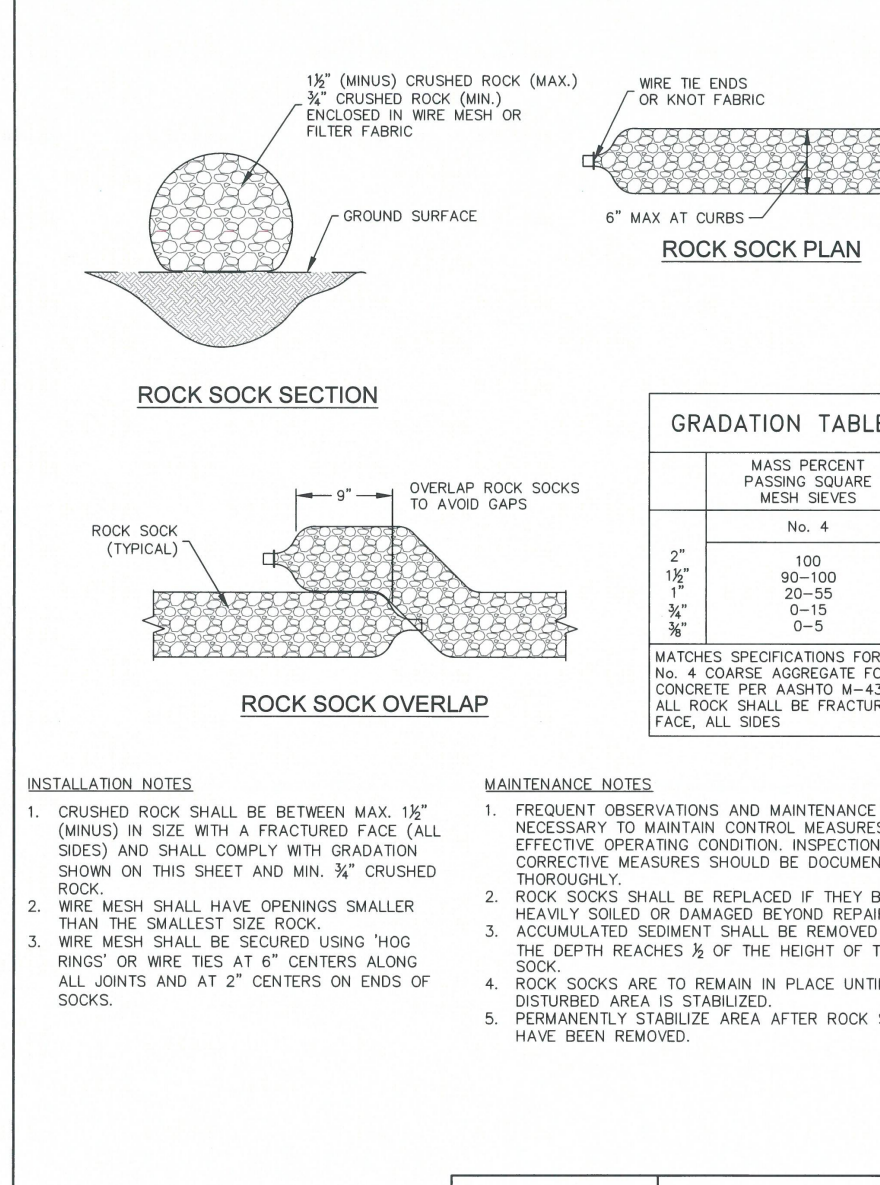 1½" (MINUS) CRUSHED ROCK (MAX.)
¾" CRUSHED ROCK (MIN.)
ENCLOSED IN WIRE MESH OR
FILTER FABRIC
GROUND SURFACE
ROCK SOCK SECTION
WIRE TIE ENDS
OR KNOT FABRIC
6" MAX AT CURBS
ROCK SOCK PLAN
9"
OVERLAP ROCK SOCKS
TO AVOID GAPS
ROCK SOCK
(TYPICAL)
ROCK SOCK OVERLAP
GRADATION TABLE
MASS PERCENT
PASSING SQUARE
MESH SIEVES
No. 4
2" 100
1½" 90-100
1" 20-55
¾" 0-15
⅜" 0-5
MATCHES SPECIFICATIONS FOR
No. 4 COARSE AGGREGATE FO
CONCRETE PER AASHTO M-43
ALL ROCK SHALL BE FRACTUR
FACE, ALL SIDES
INSTALLATION NOTES
1. CRUSHED ROCK SHALL BE BETWEEN MAX. 1½"
(MINUS) IN SIZE WITH A FRACTURED FACE (ALL
SIDES) AND SHALL COMPLY WITH GRADATION
SHOWN ON THIS SHEET AND MIN. ¾" CRUSHED
ROCK.
2. WIRE MESH SHALL HAVE OPENINGS SMALLER
THAN THE SMALLEST SIZE ROCK.
3. WIRE MESH SHALL BE SECURED USING 'HOG
RINGS' OR WIRE TIES AT 6" CENTERS ALONG
ALL JOINTS AND AT 2" CENTERS ON ENDS OF
SOCKS.
MAINTENANCE NOTES
1. FREQUENT OBSERVATIONS AND MAINTENANCE
NECESSARY TO MAINTAIN CONTROL MEASURES
EFFECTIVE OPERATING CONDITION. INSPECTION
CORRECTIVE MEASURES SHOULD BE DOCUMEN
THOROUGHLY.
2. ROCK SOCKS SHALL BE REPLACED IF THEY B
HEAVILY SOILED OR DAMAGED BEYOND REPAIR
3. ACCUMULATED SEDIMENT SHALL BE REMOVED
THE DEPTH REACHES ½ OF THE HEIGHT OF T
SOCK.
4. ROCK SOCKS ARE TO REMAIN IN PLACE UNTI
DISTURBED AREA IS STABILIZED.
5. PERMANENTLY STABILIZE AREA AFTER ROCK S
HAVE BEEN REMOVED.